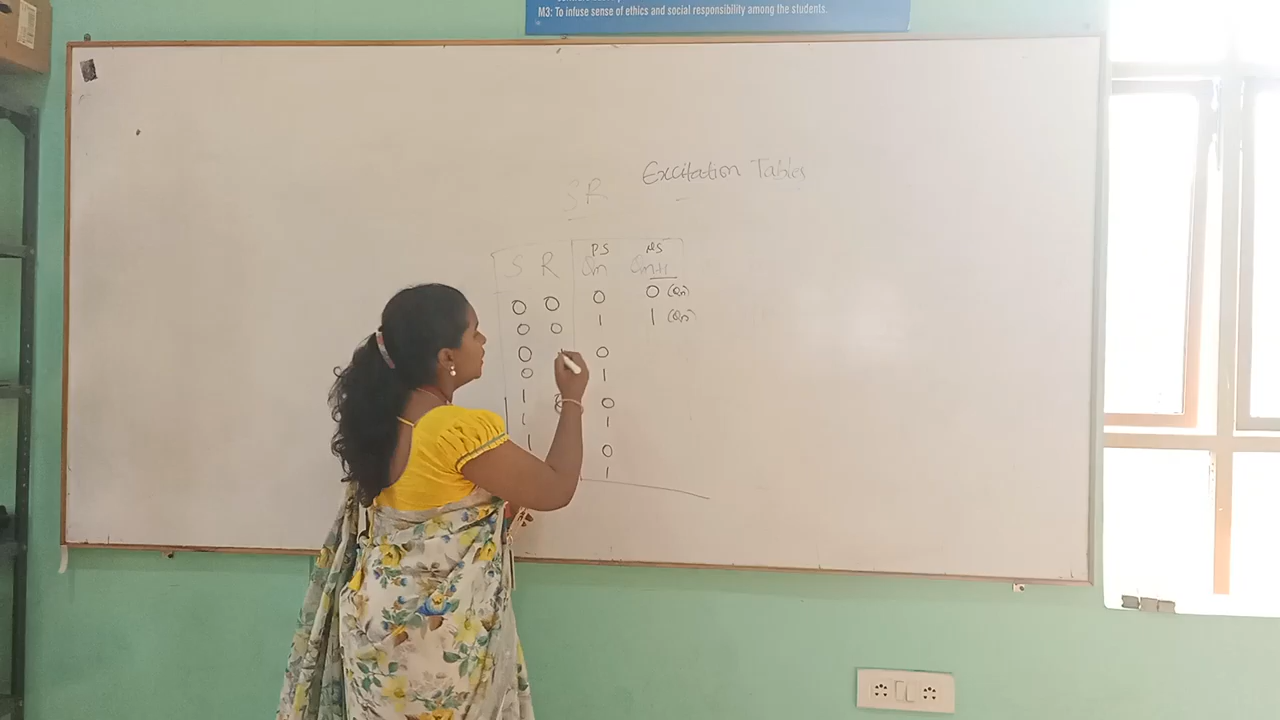 M3: To infuse sense of ethics and social responsibility among the students.
Excitation Tables
SR
PS NS
S R Qn Qn+1
0 0 0 0 (Qn)
0 0 1 1 (Qn)
0 0
0 1
1 0
1 1
1 0
1